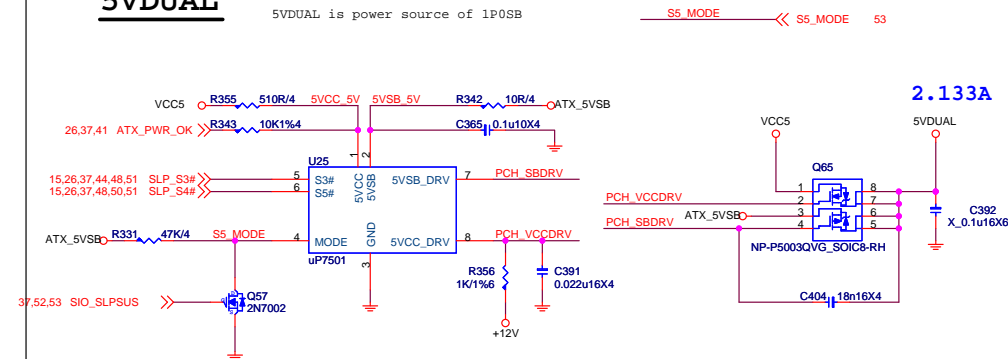 5VDUAL
5VDUAL is power source of 1P0SB
S5_MODE
S5_MODE 53
2.133A
VCC5
R355
510R/4
5VCC_5V
5VSB_5V
R342
10R/4
ATX_5VSB
26,37,41 ATX_PWR_OK
R343
10K1%4
C365
0.1u10X4
VCC5
5VDUAL
1
2
U25
15,26,37,44,48,51 SLP_S3#
5
S3#
5VCC
5VSB
5VSB_DRV
7
PCH_SBDRV
15,26,37,48,50,51 SLP_S4#
6
S5#
ATX_5VSB
R331
47K/4
S5_MODE
4
MODE
GND
5VCC_DRV
8
PCH_VCCDRV
uP7501
3
Q57
2N7002
37,52,53 SIO_SLPSUS
R356
1K/1%6
C391
0.022u16X4
+12V
Q65
1
8
PCH_VCCDRV
2
7
ATX_5VSB
3
6
PCH_SBDRV
4
5
NP-P5003QVG_SOIC8-RH
C392
X_0.1u16X6
C404
18n16X4